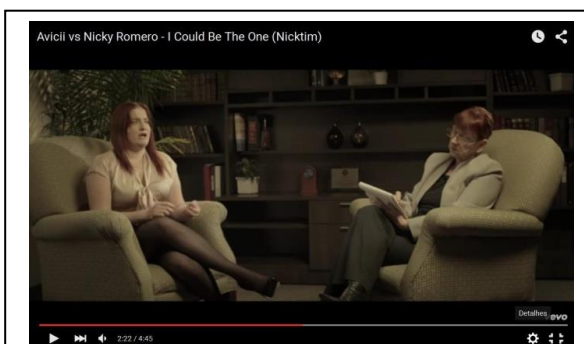 Avicii vs Nicky Romero - I Could Be The One (Nicktim)
Detalhes
evo
2:22 / 4:45